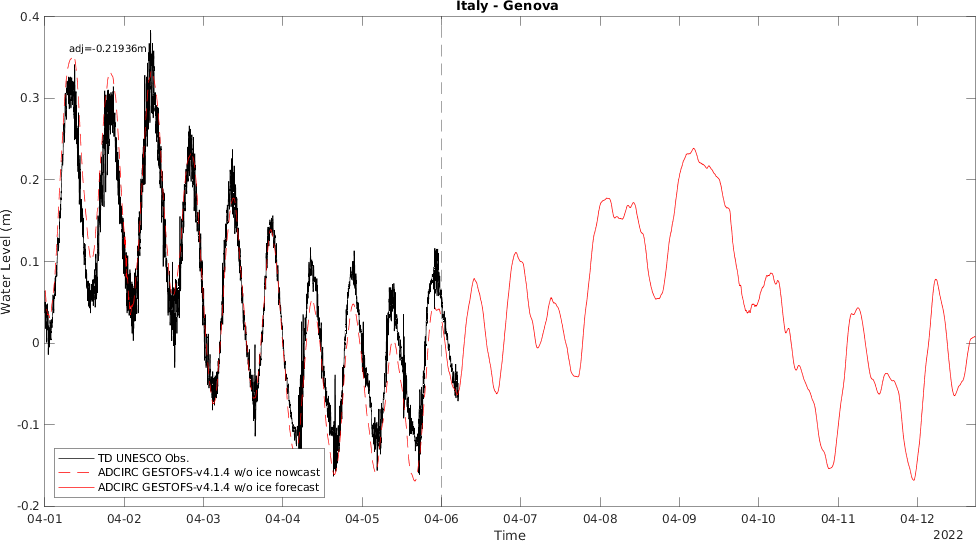 Italy - Genova
adj=-0.21936m
0.4
0.3
0.2
0.1
0
-0.1
-0.2
Water Level (m)
TD UNESCO Obs.
ADCIRC GESTOFS-v4.1.4 w/o ice nowcast
ADCIRC GESTOFS-v4.1.4 w/o ice forecast
04-01 04-02 04-03 04-04 04-05 04-06 04-07 04-08 04-09 04-10 04-11 04-12
Time
2022